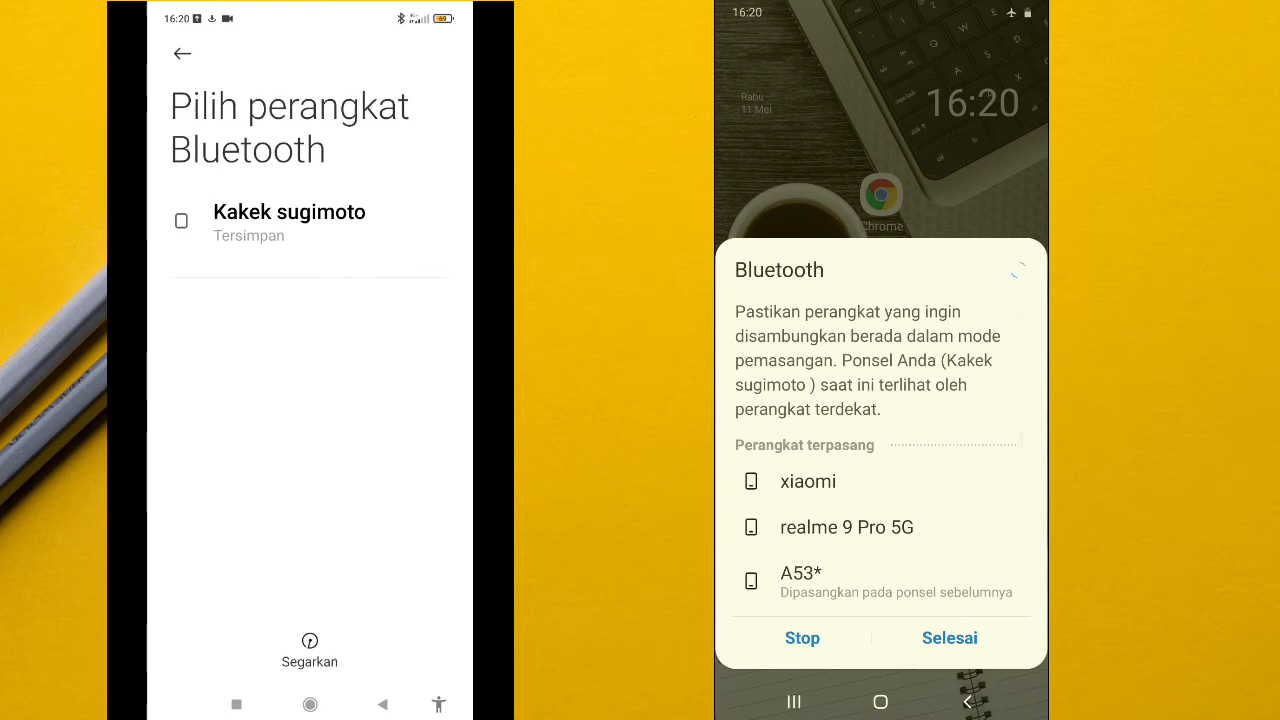 16:20
69
Pilih perangkat
Bluetooth
Kakek sugimoto
Tersimpan
Segarkan
16:20
Rabu
11 Mei
16:20
Chrome
Bluetooth
Pastikan perangkat yang ingin
disambungkan berada dalam mode
pemasangan. Ponsel Anda (Kakek
sugimoto ) saat ini terlihat oleh
perangkat terdekat.
Perangkat terpasang
xiaomi
realme 9 Pro 5G
A53*
Dipasangkan pada ponsel sebelumnya
Stop
Selesai